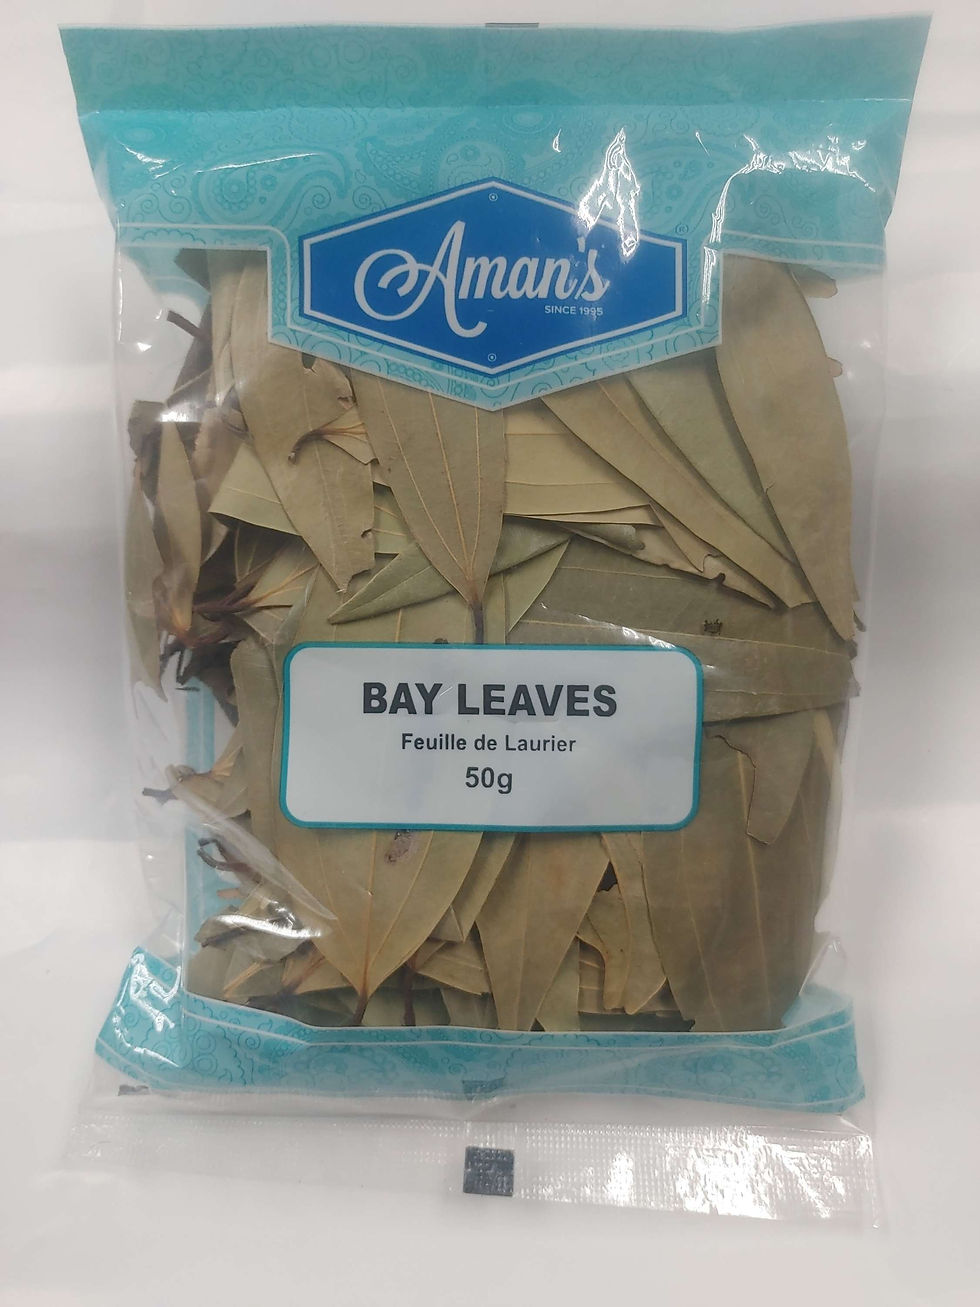 Aman's
SINCE 1995
®
BAY LEAVES
Feuille de Laurier
50g